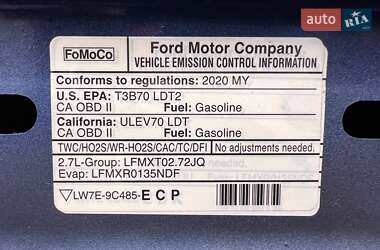 auto RIA
FoMoCo
Ford Motor Company
VEHICLE EMISSION CONTROL INFORMATION
Conforms to regulations: 2020 MY
U.S. EPA: T3B70 LDT2
CA OBD II Fuel: Gasoline
California: ULEV70 LDT
CA OBD II Fuel: Gasoline
TWC/HO2S/WR-HO2S/CAC/TC/DFI No adjustments needed.
2.7L-Group: LFMXT02.72JQ
Evap: LFMXR0135NDF
LW7E-9C485-E C P